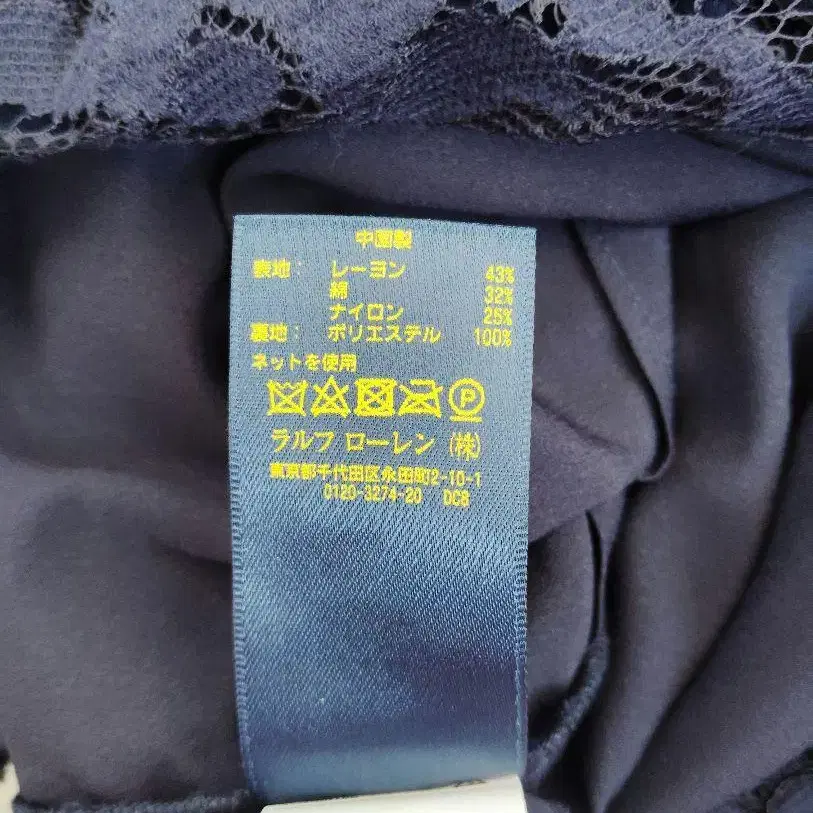 中国製
表地： レーヨン 43%
綿 32%
ナイロン 25%
裏地： ポリエステル 100%
ネットを使用
P
ラルフ ローレン (株)
東京都千代田区永田町2-10-1
0120-3274-20 DC8